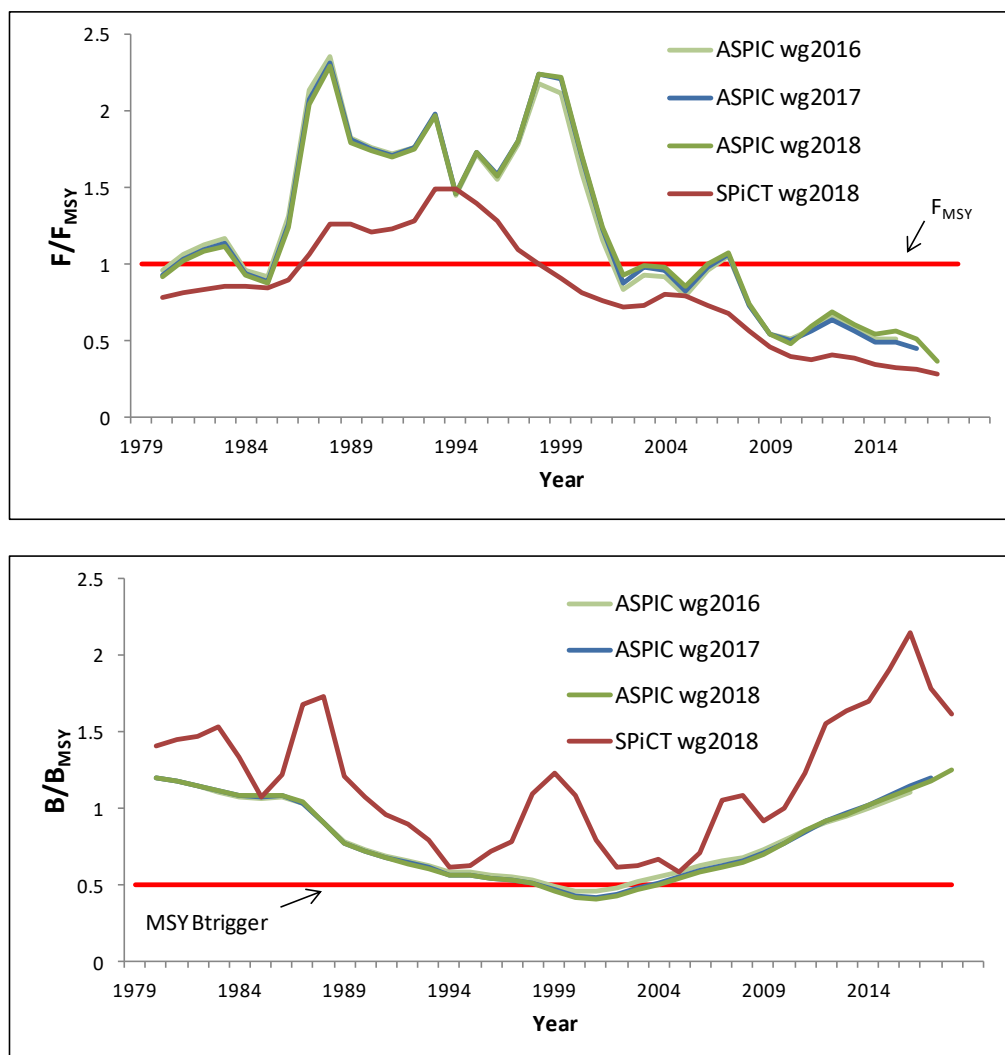 2.5
2
1.5
1
0.5
0
F/FMSY
ASPIC wg2016
ASPIC wg2017
ASPIC wg2018
SPiCT wg2018
FMSY
1979 1984 1989 1994 1999 2004 2009 2014
Year
2.5
2
1.5
1
0.5
0
B/BMSY
ASPIC wg2016
ASPIC wg2017
ASPIC wg2018
SPiCT wg2018
MSY Btrigger
1979 1984 1989 1994 1999 2004 2009 2014
Year